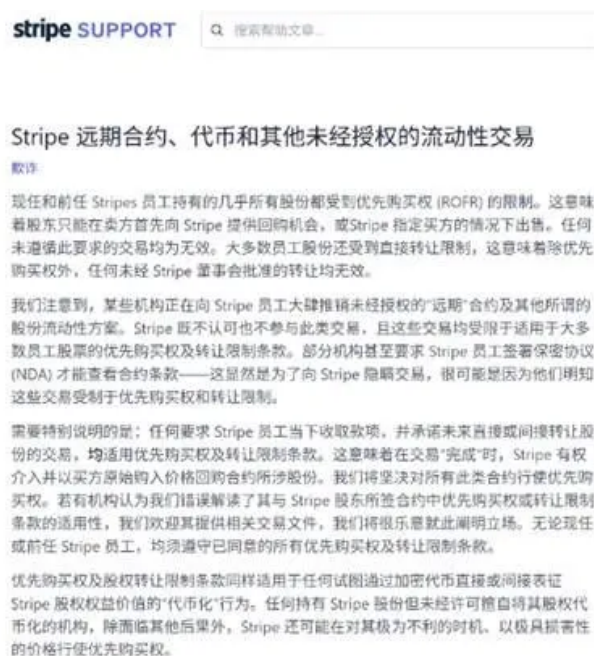 stripe SUPPORT
搜索帮助文章...
Stripe 远期合约、代币和其他未经授权的流动性交易
欺诈
现任和前任 Stripes 员工持有的几乎所有股份都受到优先购买权 (ROFR) 的限制。这意味
着股东只能在卖方首先向 Stripe 提供回购机会，或Stripe 指定买方的情况下出售。任何
未遵循此要求的交易均为无效。大多数员工股份还受到直接转让限制，这意味着除优先
购买权外，任何未经 Stripe 董事会批准的转让均无效。
我们注意到，某些机构正在向 Stripe 员工大肆推销未经授权的“远期”合约及其他所谓的
股份流动性方案。Stripe 既不认可也不参与此类交易，且这些交易均受限于适用于大多
数员工股票的优先购买权及转让限制条款。部分机构甚至要求 Stripe 员工签署保密协议
(NDA) 才能查看合约条款——这显然是为了向 Stripe 隐瞒交易，很可能是因为他们明知
这些交易受制于优先购买权和转让限制。
需要特别说明的是：任何要求 Stripe 员工当下收取款项，并承诺未来直接或间接转让股
份的交易，均适用优先购买权及转让限制条款。这意味着在交易“完成”时，Stripe 有权
介入并以买方原始购入价格回购合约所涉股份。我们将坚决对所有此类合约行使优先购
买权。若有机构认为我们错误解读了其与 Stripe 股东所签合约中优先购买权或转让限制
条款的适用性，我们欢迎其提供相关交易文件，我们将很乐意就此阐明立场。无论现任
或前任 Stripe 员工，均须遵守已同意的所有优先购买权及转让限制条款。
优先购买权及股权转让限制条款同样适用于任何试图通过加密代币直接或间接表征
Stripe 股权权益价值的“代币化”行为。任何持有 Stripe 股份但未经许可擅自将其股权代
币化的机构，除面临其他后果外，Stripe 还可能在对其极为不利的时机、以极具损害性
的价格行使优先购买权。